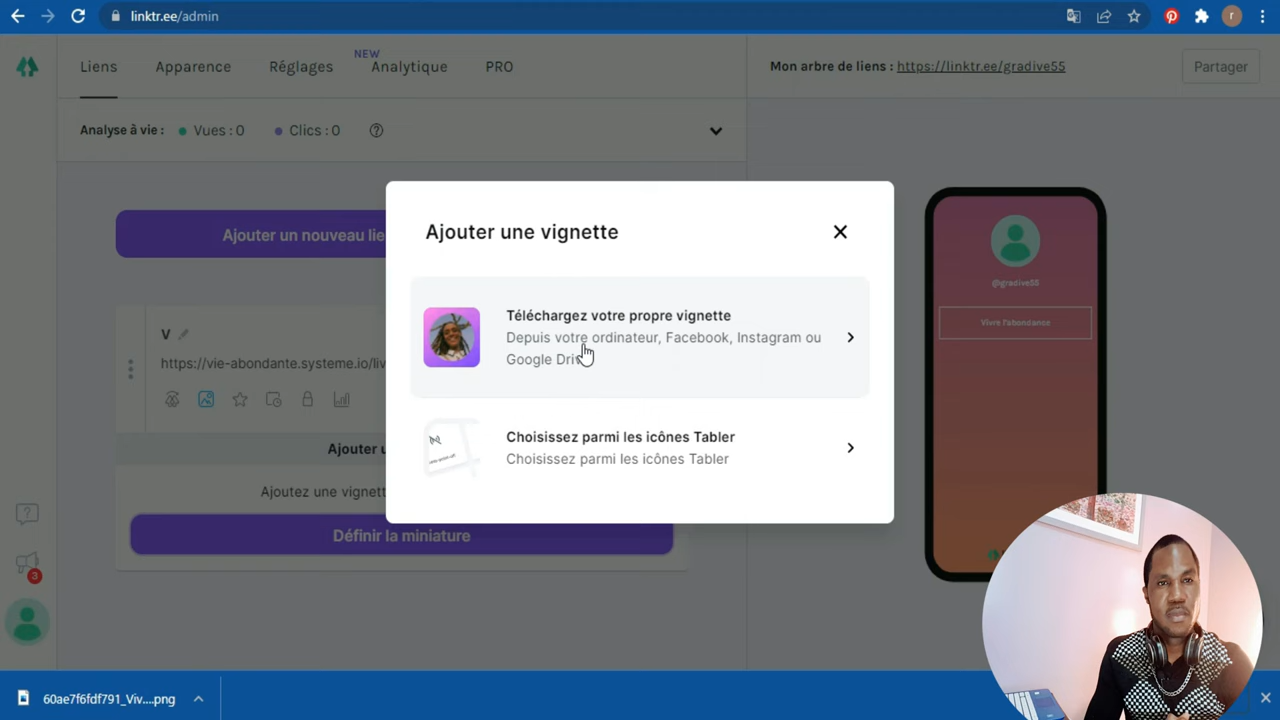 linktr.ee/admin
r
Liens
Apparence
Réglages
NEW
Analytique
PRO
Mon arbre de liens : https://linktr.ee/gradive55
Partager
Analyse à vie :
Vues : 0
Clics : 0
?
Ajouter un nouveau lie
V
https://vie-abondante.systeme.io/liv
Ajouter u
Ajoutez une vignett
Définir la miniature
Ajouter une vignette
Téléchargez votre propre vignette
Depuis votre ordinateur, Facebook, Instagram ou
Google Dri
Choisissez parmi les icônes Tabler
Choisissez parmi les icônes Tabler
@gradive55
Vivre l'abondance
3
60ae7f6fdf791_Viv....png